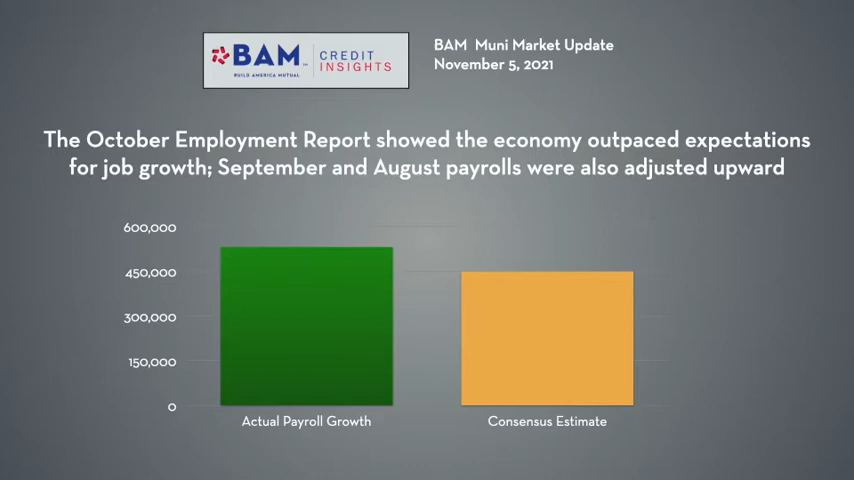 BAM
BUILD AMERICA MUTUAL
CREDIT
INSIGHTS
BAM Muni Market Update
November 5, 2021
The October Employment Report showed the economy outpaced expectations
for job growth; September and August payrolls were also adjusted upward
600,000
450,000
300,000
150,000
0
Actual Payroll Growth
Consensus Estimate